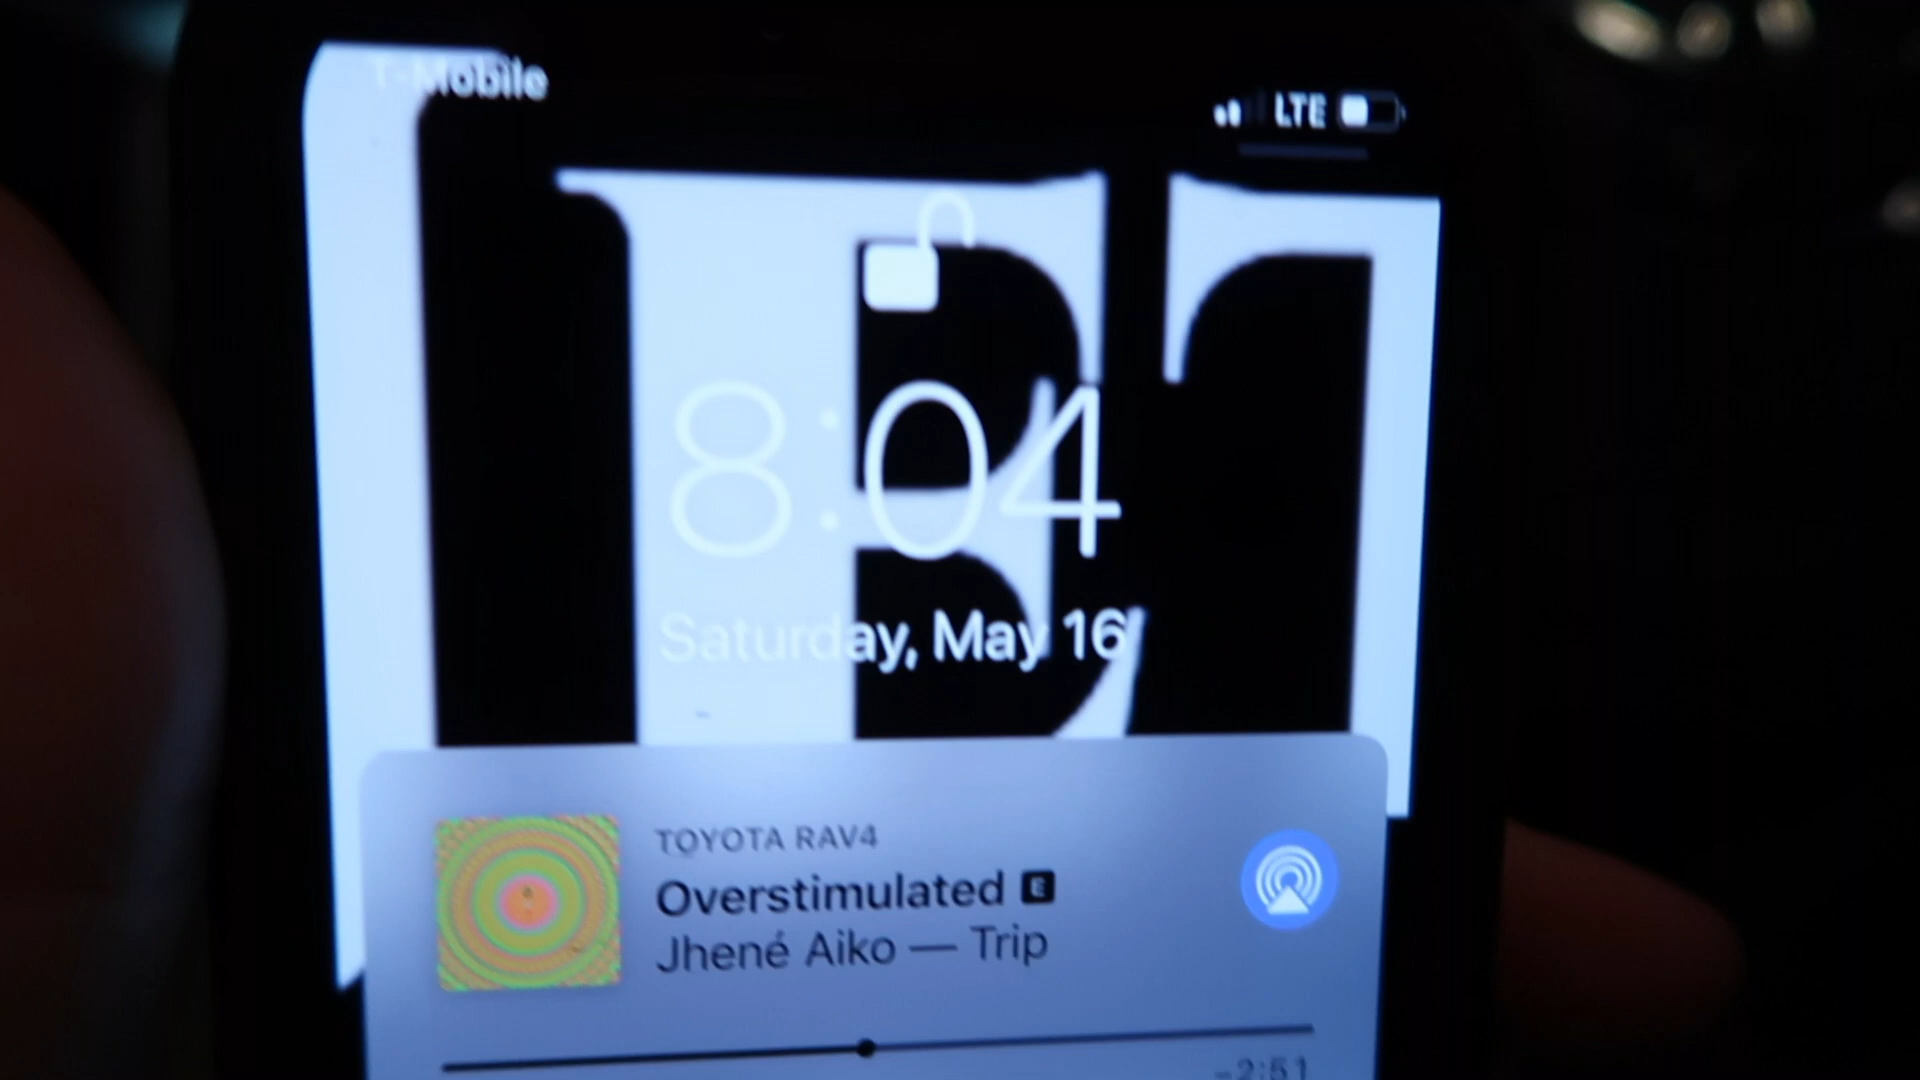 T-Mobile
LTE
8:04
Saturday, May 16
TOYOTA RAV4
Overstimulated E
Jhené Aiko — Trip
-2:51